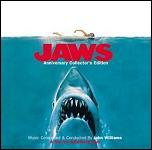 JAWS
Anniversary Collector's Edition
Music Composed & Conducted By John Williams